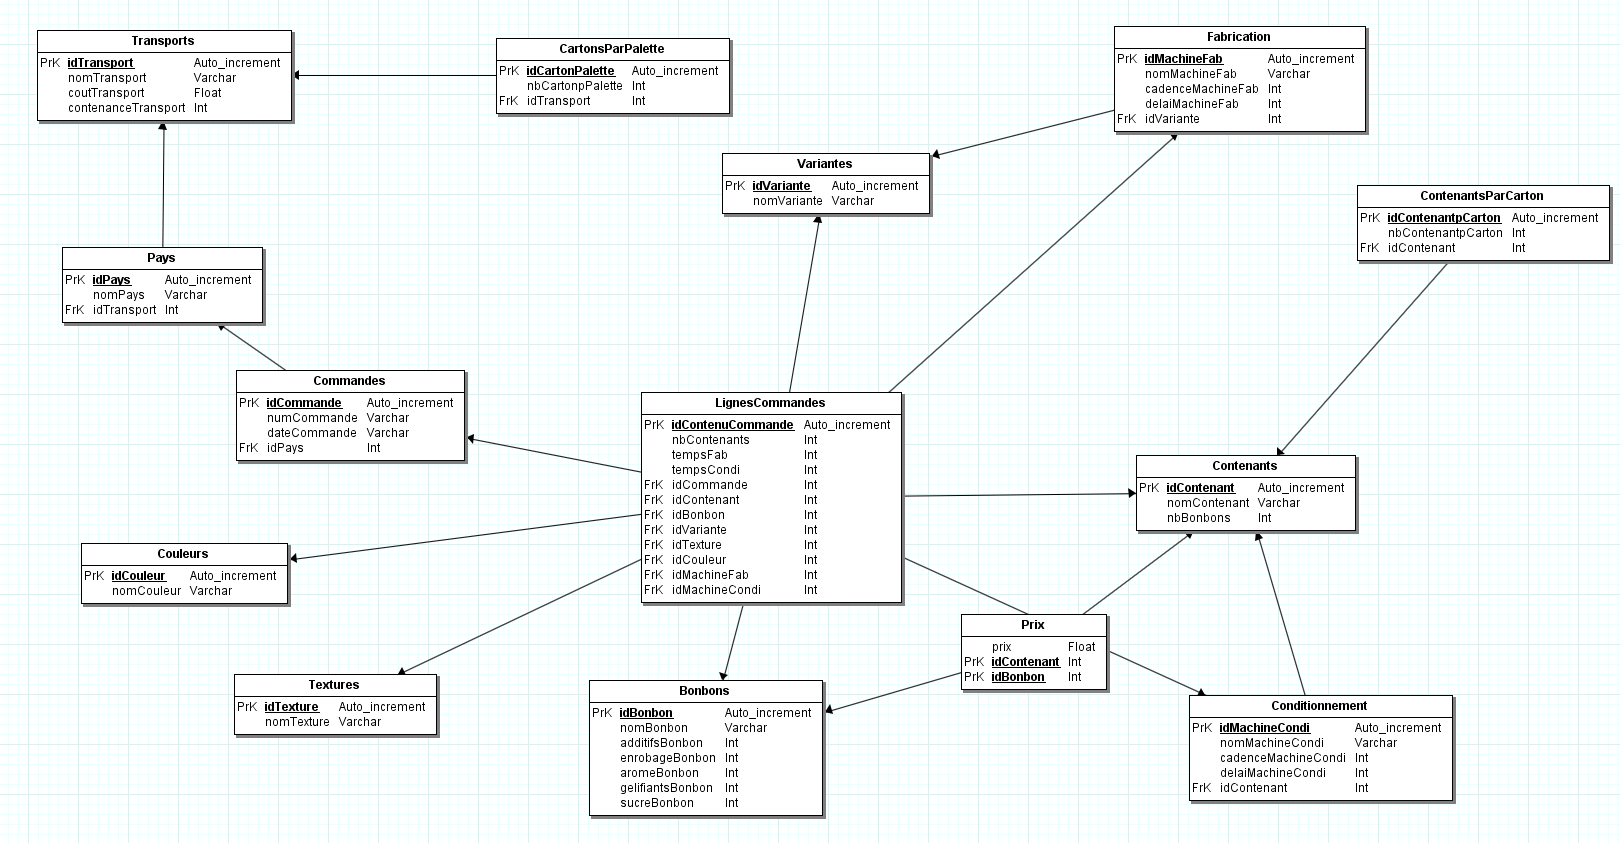 Transports
PrK idTransport Auto_increment
nomTransport Varchar
coutTransport Float
contenanceTransport Int
CartonsParPalette
PrK idCartonPalette Auto_increment
nbCartonpPalette Int
FrK idTransport Int
Fabrication
PrK idMachineFab Auto_increment
nomMachineFab Varchar
cadenceMachineFab Int
delaiMachineFab Int
FrK idVariante Int
Variantes
PrK idVariante Auto_increment
nomVariante Varchar
ContenantsParCarton
PrK idContenantpCarton Auto_increment
nbContenantpCarton Int
FrK idContenant Int
Pays
PrK idPays Auto_increment
nomPays Varchar
FrK idTransport Int
Commandes
PrK idCommande Auto_increment
numCommande Varchar
dateCommande Varchar
FrK idPays Int
LignesCommandes
PrK idContenuCommande Auto_increment
nbContenants Int
tempsFab Int
tempsCondi Int
FrK idCommande Int
FrK idContenant Int
FrK idBonbon Int
FrK idVariante Int
FrK idTexture Int
FrK idCouleur Int
FrK idMachineFab Int
FrK idMachineCondi Int
Contenants
PrK idContenant Auto_increment
nomContenant Varchar
nbBonbons Int
Couleurs
PrK idCouleur Auto_increment
nomCouleur Varchar
Prix
prix Float
PrK idContenant Int
PrK idBonbon Int
Textures
PrK idTexture Auto_increment
nomTexture Varchar
Bonbons
PrK idBonbon Auto_increment
nomBonbon Varchar
additifsBonbon Int
enrobageBonbon Int
aromeBonbon Int
gelifiantsBonbon Int
sucreBonbon Int
Conditionnement
PrK idMachineCondi Auto_increment
nomMachineCondi Varchar
cadenceMachineCondi Int
delaiMachineCondi Int
FrK idContenant Int